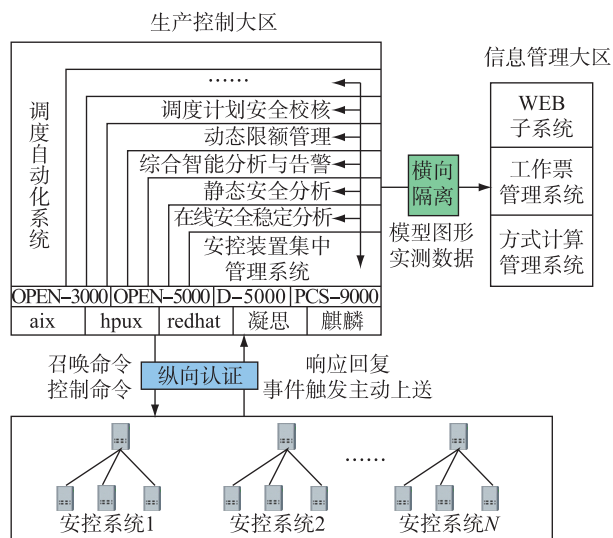 生产控制大区
信息管理大区
调度自动化系统
……
调度计划安全校核
动态限额管理
综合智能分析与告警
静态安全分析
在线安全稳定分析
安控装置集中
管理系统
OPEN-3000 OPEN-5000 D-5000 PCS-9000
aix hpux redhat 凝思 麒麟
横向
隔离
模型图形
实测数据
WEB
子系统
工作票
管理系统
方式计算
管理系统
召唤命令
控制命令
纵向认证
响应回复
事件触发主动上送
……
安控系统1 安控系统2 安控系统N